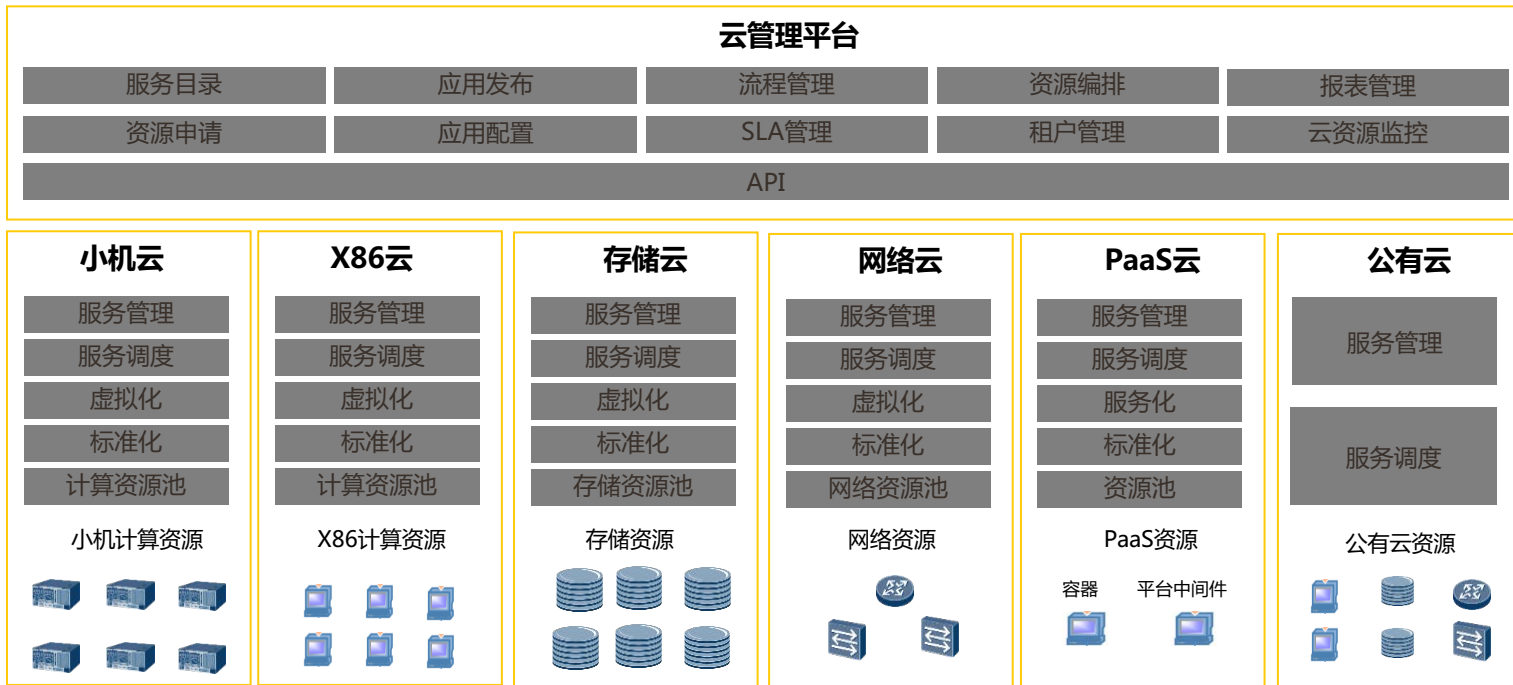 云管理平台
服务目录 应用发布 流程管理 资源编排 报表管理
资源申请 应用配置 SLA管理 租户管理 云资源监控
API
小机云
服务管理
服务调度
虚拟化
标准化
计算资源池
小机计算资源
X86云
服务管理
服务调度
虚拟化
标准化
计算资源池
X86计算资源
存储云
服务管理
服务调度
虚拟化
标准化
存储资源池
存储资源
网络云
服务管理
服务调度
虚拟化
标准化
网络资源池
网络资源
PaaS云
服务管理
服务调度
服务化
标准化
资源池
PaaS资源
容器 平台中间件
公有云
服务管理
服务调度
公有云资源